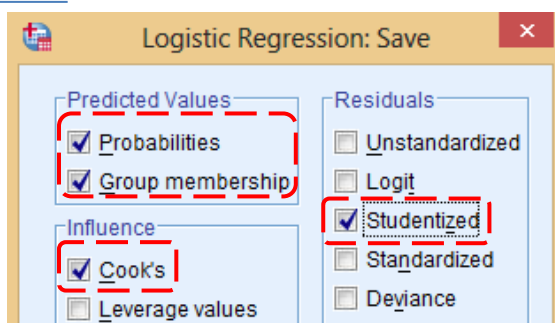 Logistic Regression: Save
Predicted Values
Probabilities
Group membership
Influence
Cook's
Leverage values
Residuals
Unstandardized
Logit
Studentized
Standardized
Deviance